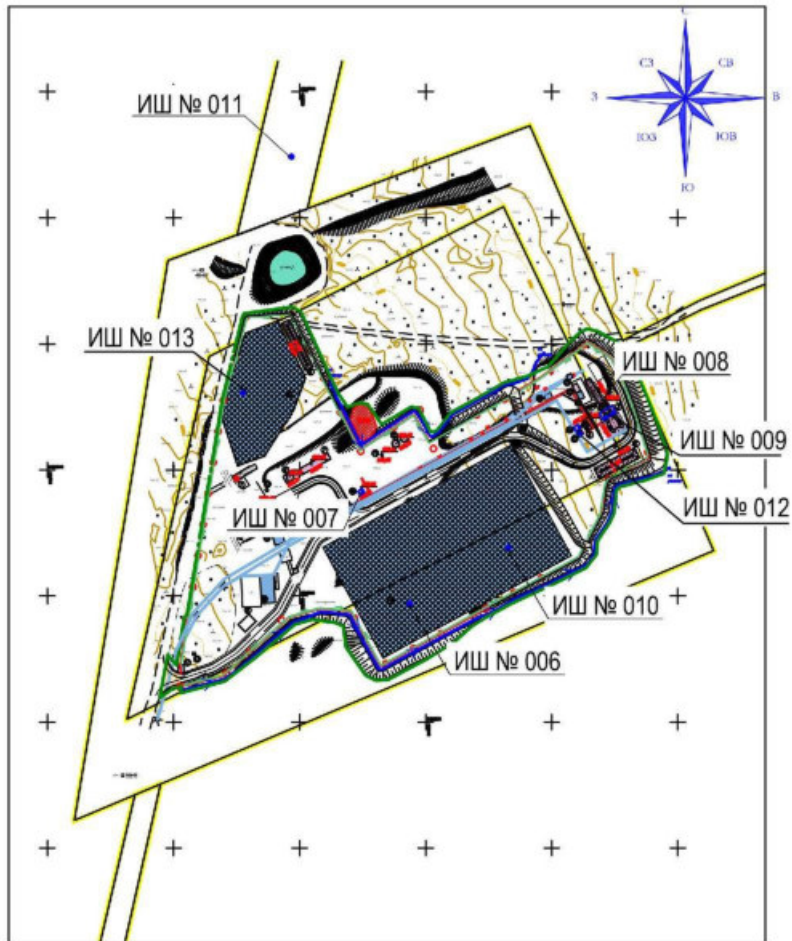 С
СЗ
СВ
З
В
ЮЗ
ЮВ
Ю
ИШ № 011
ИШ № 013
ИШ № 008
ИШ № 009
ИШ № 012
ИШ № 007
ИШ № 010
ИШ № 006